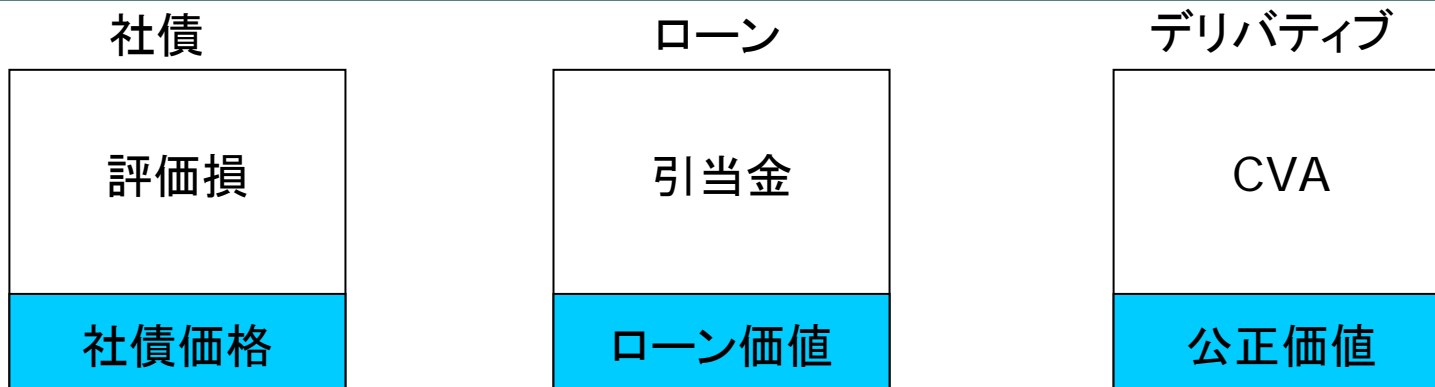 社債
ローン
デリバティブ
評価損
引当金
CVA
社債価格
ローン価値
公正価値